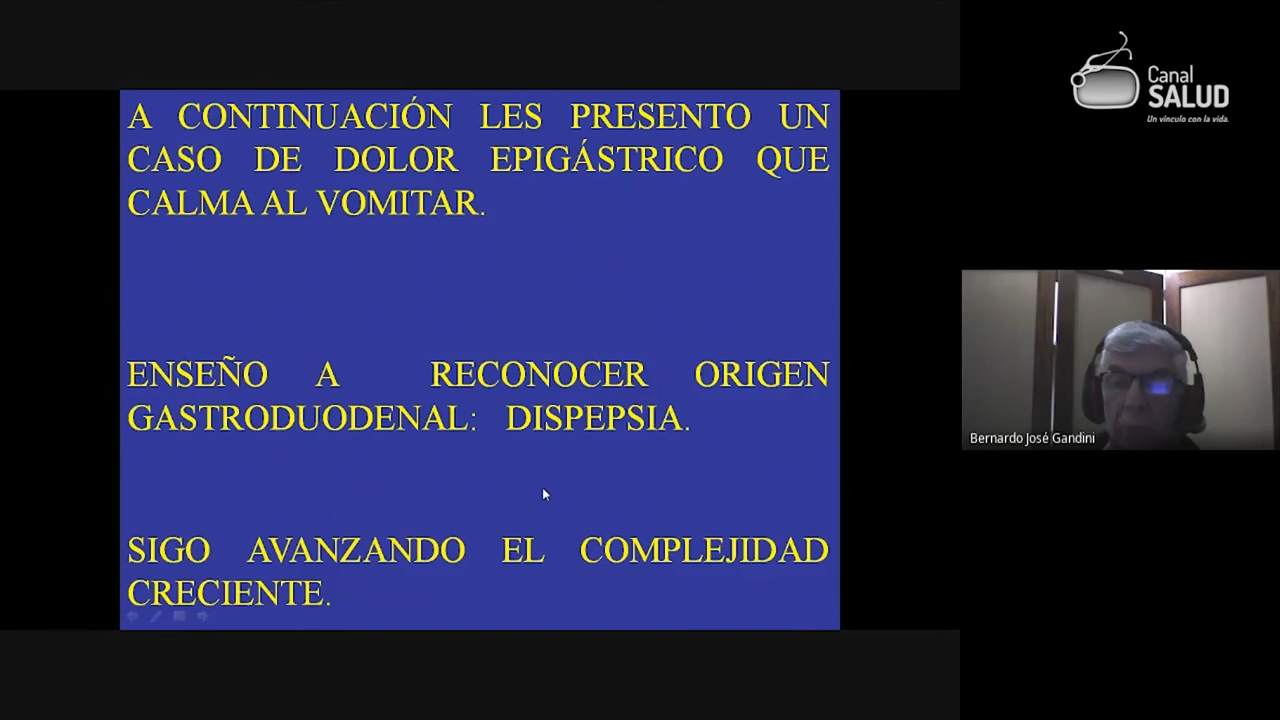 A CONTINUACIÓN LES PRESENTO UN
CASO DE DOLOR EPIGÁSTRICO QUE
CALMA AL VOMITAR.
ENSEÑO A RECONOCER ORIGEN
GASTRODUODENAL: DISPEPSIA.
SIGO AVANZANDO EL COMPLEJIDAD
CRECIENTE.
Canal
SALUD
Un vínculo con la vida.
Bernardo José Gandini